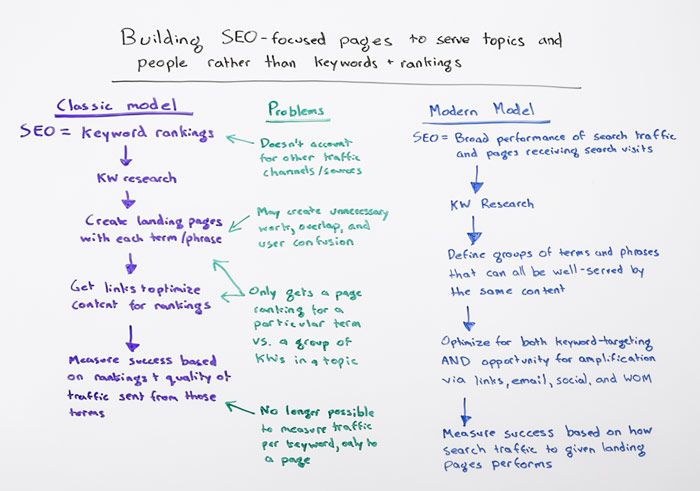 Building SEO-focused pages to serve topics and
people rather than keywords + rankings
Classic model
SEO = Keyword rankings
KW research
Create landing pages
with each term/phrase
Get links + optimize
content for rankings
Measure success based
on rankings + quality of
traffic sent from those
terms
Problems
Doesn't account
for other traffic
channels/sources
May create unnecessary
work, overlap, and
user confusion
Only gets a page
ranking for a
particular term
VS. a group of
KWs in a topic
No longer possible
to measure traffic
per keyword, only to
a page
Modern Model
SEO = Broad performance of search traffic
and pages receiving search visits
KW Research
Define groups of terms and phrases
that can all be well-served by
the same content
Optimize for both keyword-targeting
AND opportunity for amplification
via links, email, social, and WOM
Measure success based on how
search traffic to given landing
pages performs